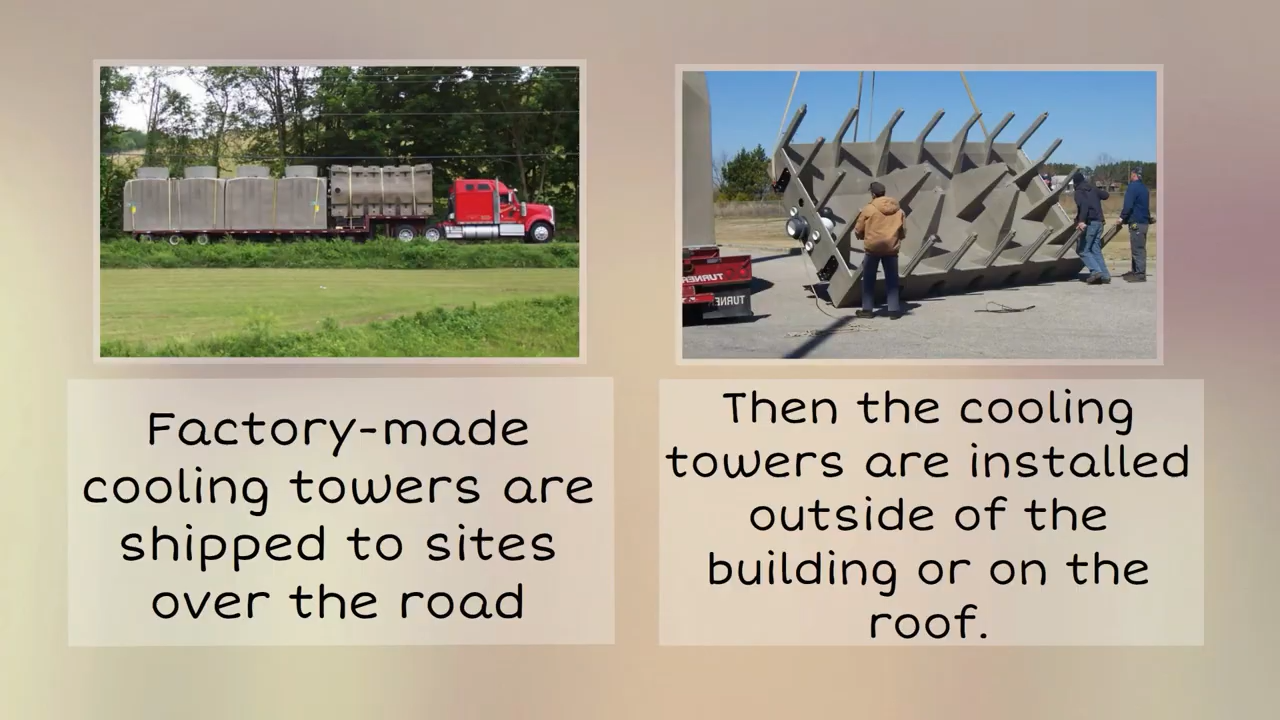 Factory-made
cooling towers are
shipped to sites
over the road
Then the cooling
towers are installed
outside of the
building or on the
roof.
TURNER